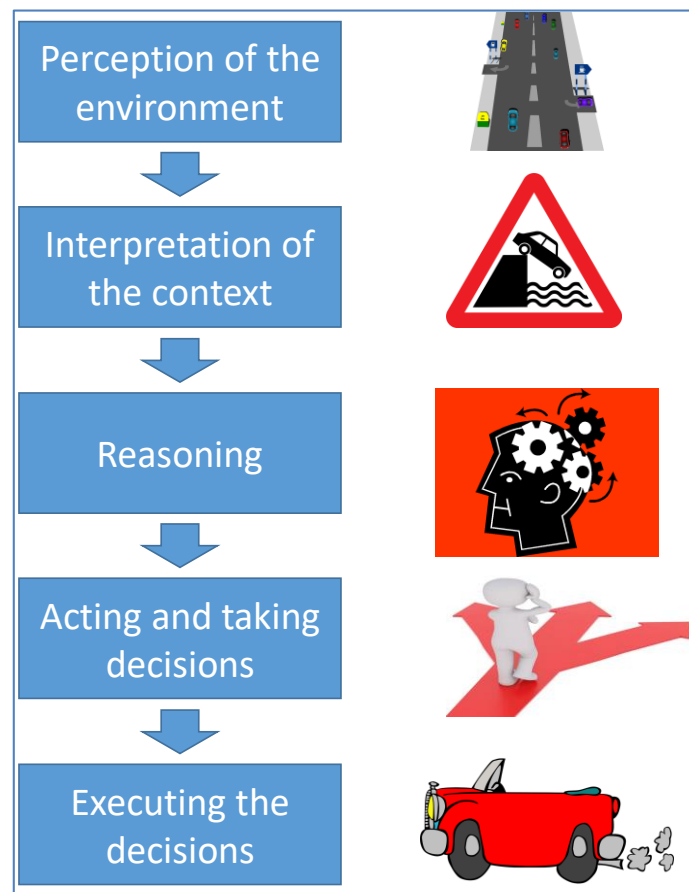 Perception of the
environment
Interpretation of
the context
Reasoning
Acting and taking
decisions
Executing the
decisions